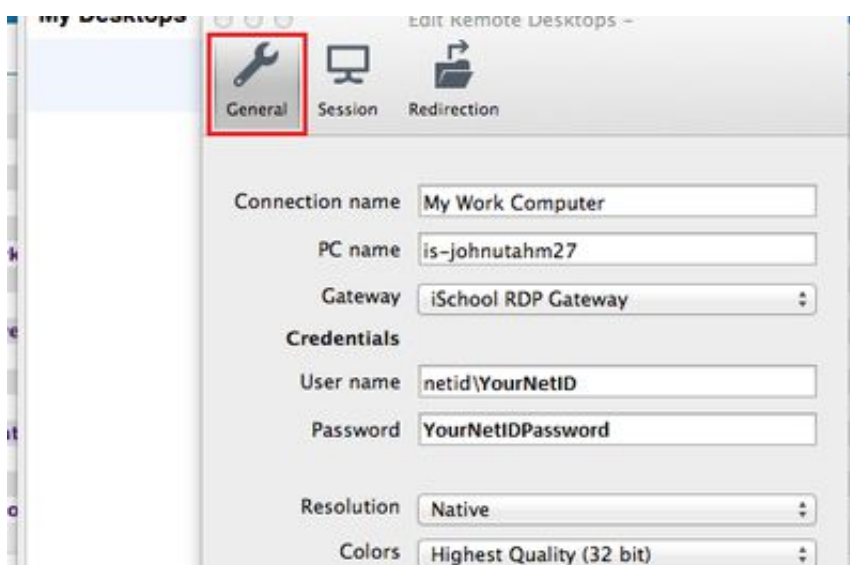 My Desktops
Edit Remote Desktops –
General Session Redirection
Connection name My Work Computer
PC name is-johnutahm27
Gateway iSchool RDP Gateway
Credentials
User name netid\YourNetID
Password YourNetIDPassword
Resolution Native
Colors Highest Quality (32 bit)